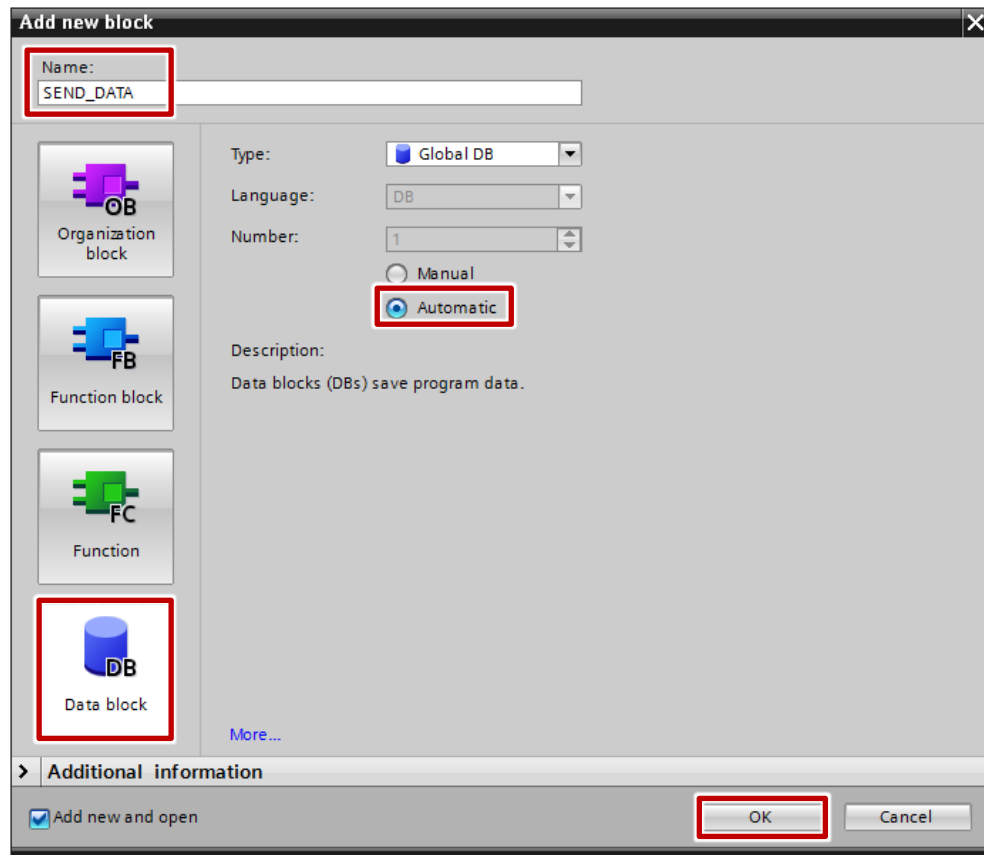 Add new block
Name:
SEND_DATA
OB
Organization
block
FB
Function block
FC
Function
DB
Data block
Type:
Global DB
Language:
DB
Number:
1
Manual
Automatic
Description:
Data blocks (DBs) save program data.
More...
Additional information
Add new and open
OK
Cancel